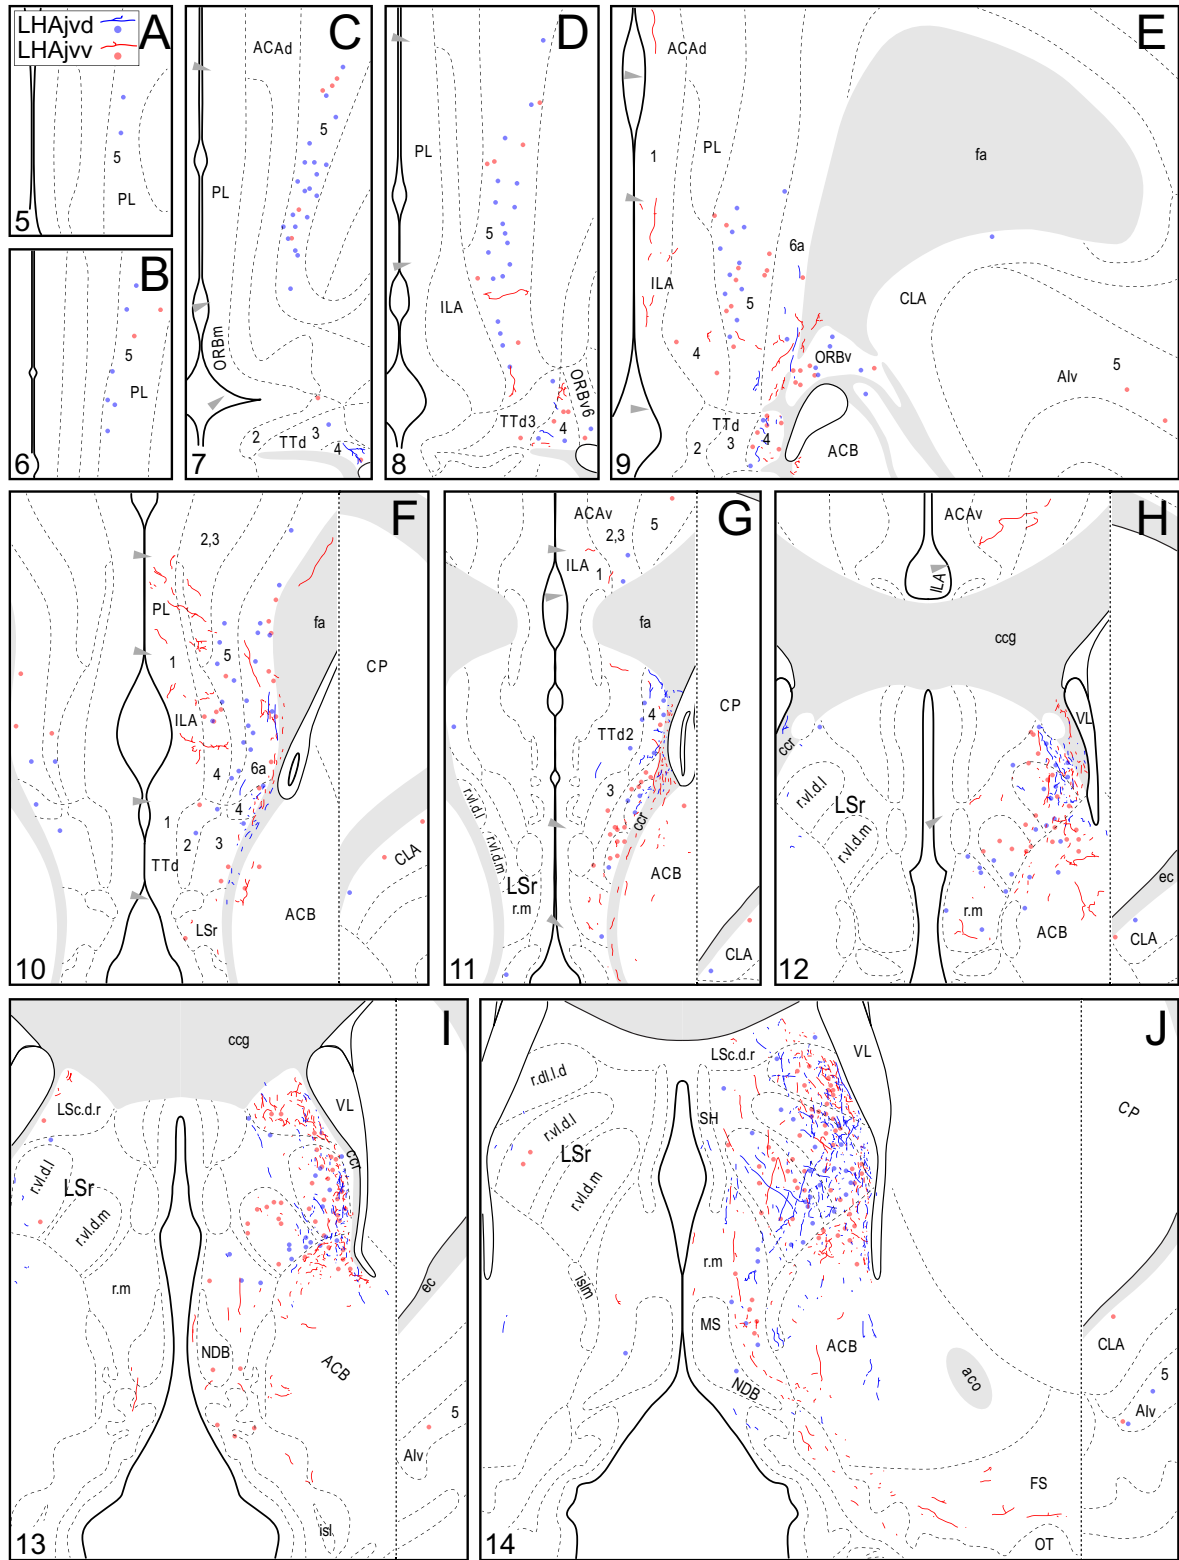 LHAjvd
LHAjvv
A
5
PL
5
B
5
PL
6
C
ACAd
5
PL
ORBm
2
TTd
3
4
7
D
PL
5
ILA
ORBv6
TTd3
4
8
E
ACAd
1
PL
fa
6a
ILA
CLA
5
4
ORBv
5
AIv
TTd
2
3
4
ACB
9
F
2,3
PL
fa
1
5
CP
ILA
4
6a
4
1
2
3
TTd
CLA
LSr
ACB
10
G
ACAv
5
2,3
ILA
1
fa
CP
4
TTd2
3
r.vl.d.l
ccr
r.vl.d.m
LSr
ACB
r.m
CLA
11
H
ACAv
ILA
ccg
VL
ccr
r.vl.d.l
LSr
r.vl.d.m
ec
r.m
ACB
CLA
12
I
ccg
VL
LSc.d.r
ccr
r.vl.d.l
LSr
r.vl.d.m
r.m
ec
NDB
ACB
5
AIv
isl
13
J
VL
LSc.d.r
r.dl.l.d
CP
SH
r.vl.d.l
LSr
r.vl.d.m
r.m
islm
MS
ACB
CLA
aco
5
NDB
AIv
FS
OT
14